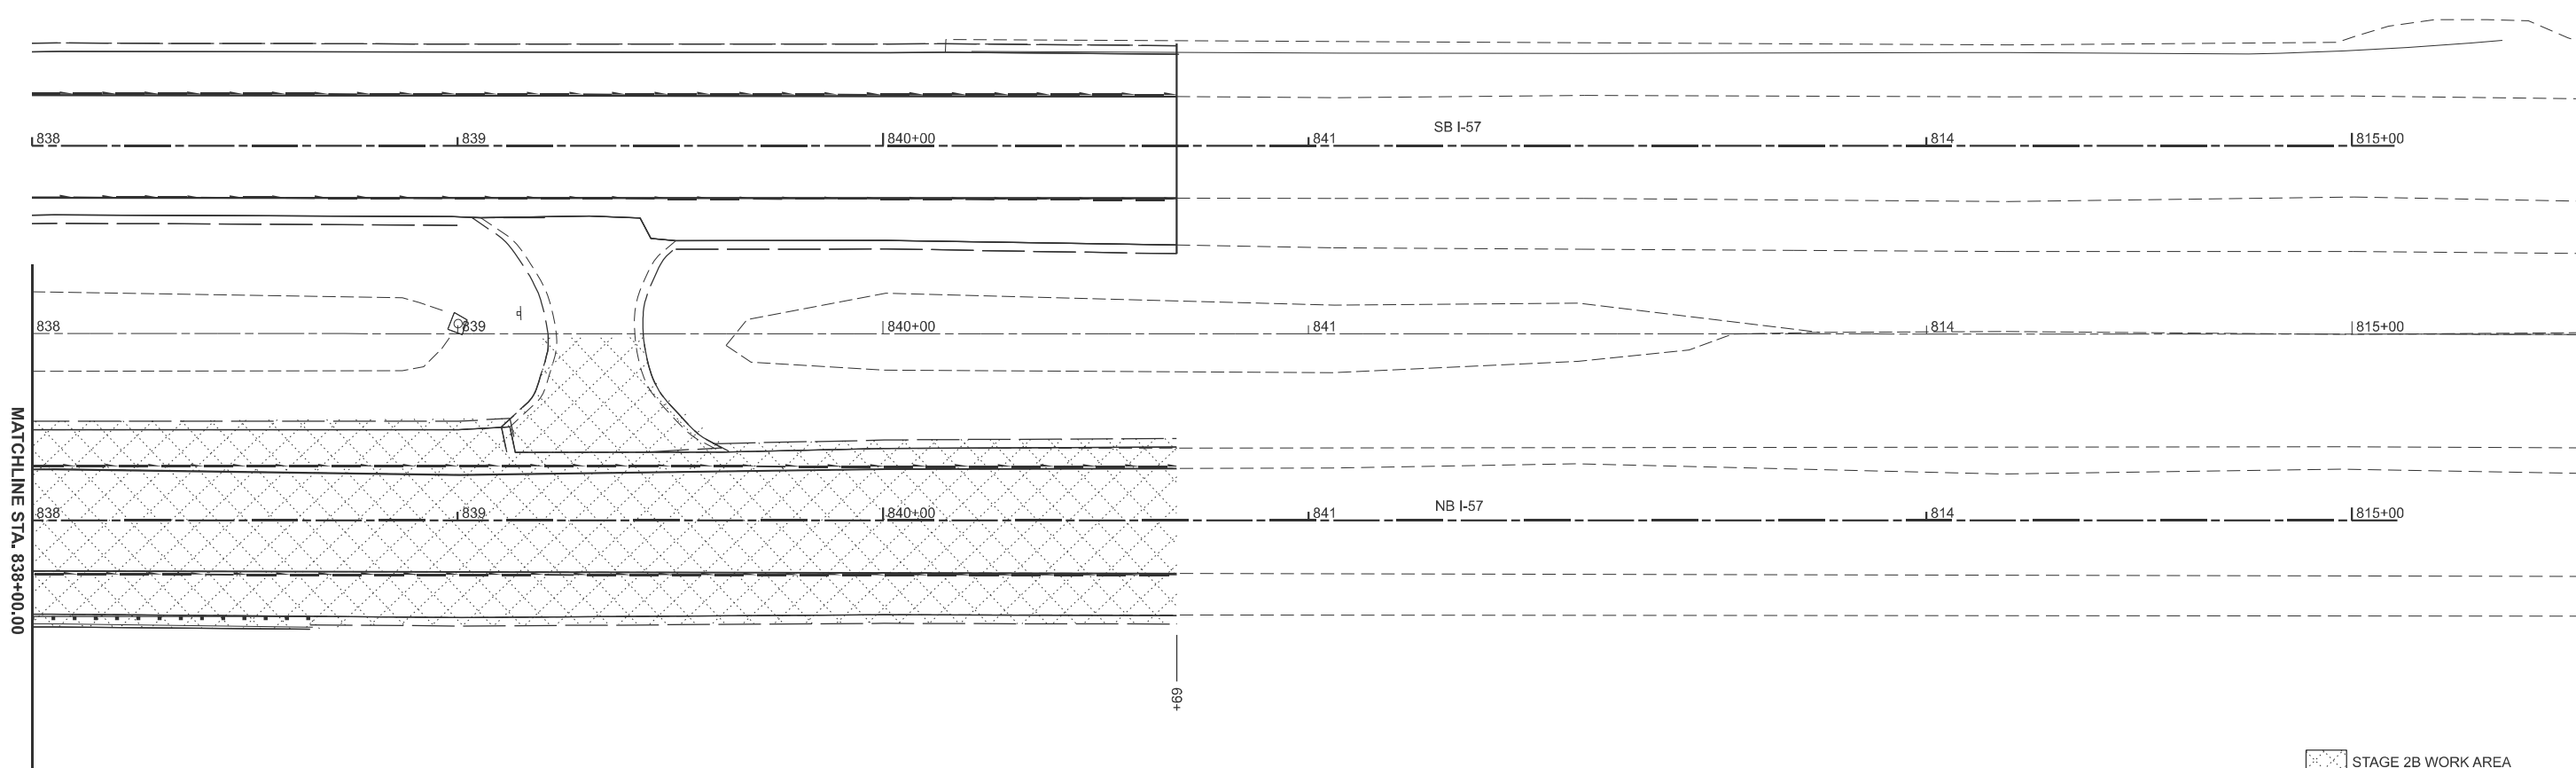 838 839 840+00 841 SB I-57 814 815+00
838 839 840+00 841 814 815+00
838 839 840+00 841 NB I-57 814 815+00
MATCHLINE STA. 838+00.00
+69
STAGE 2B WORK AREA